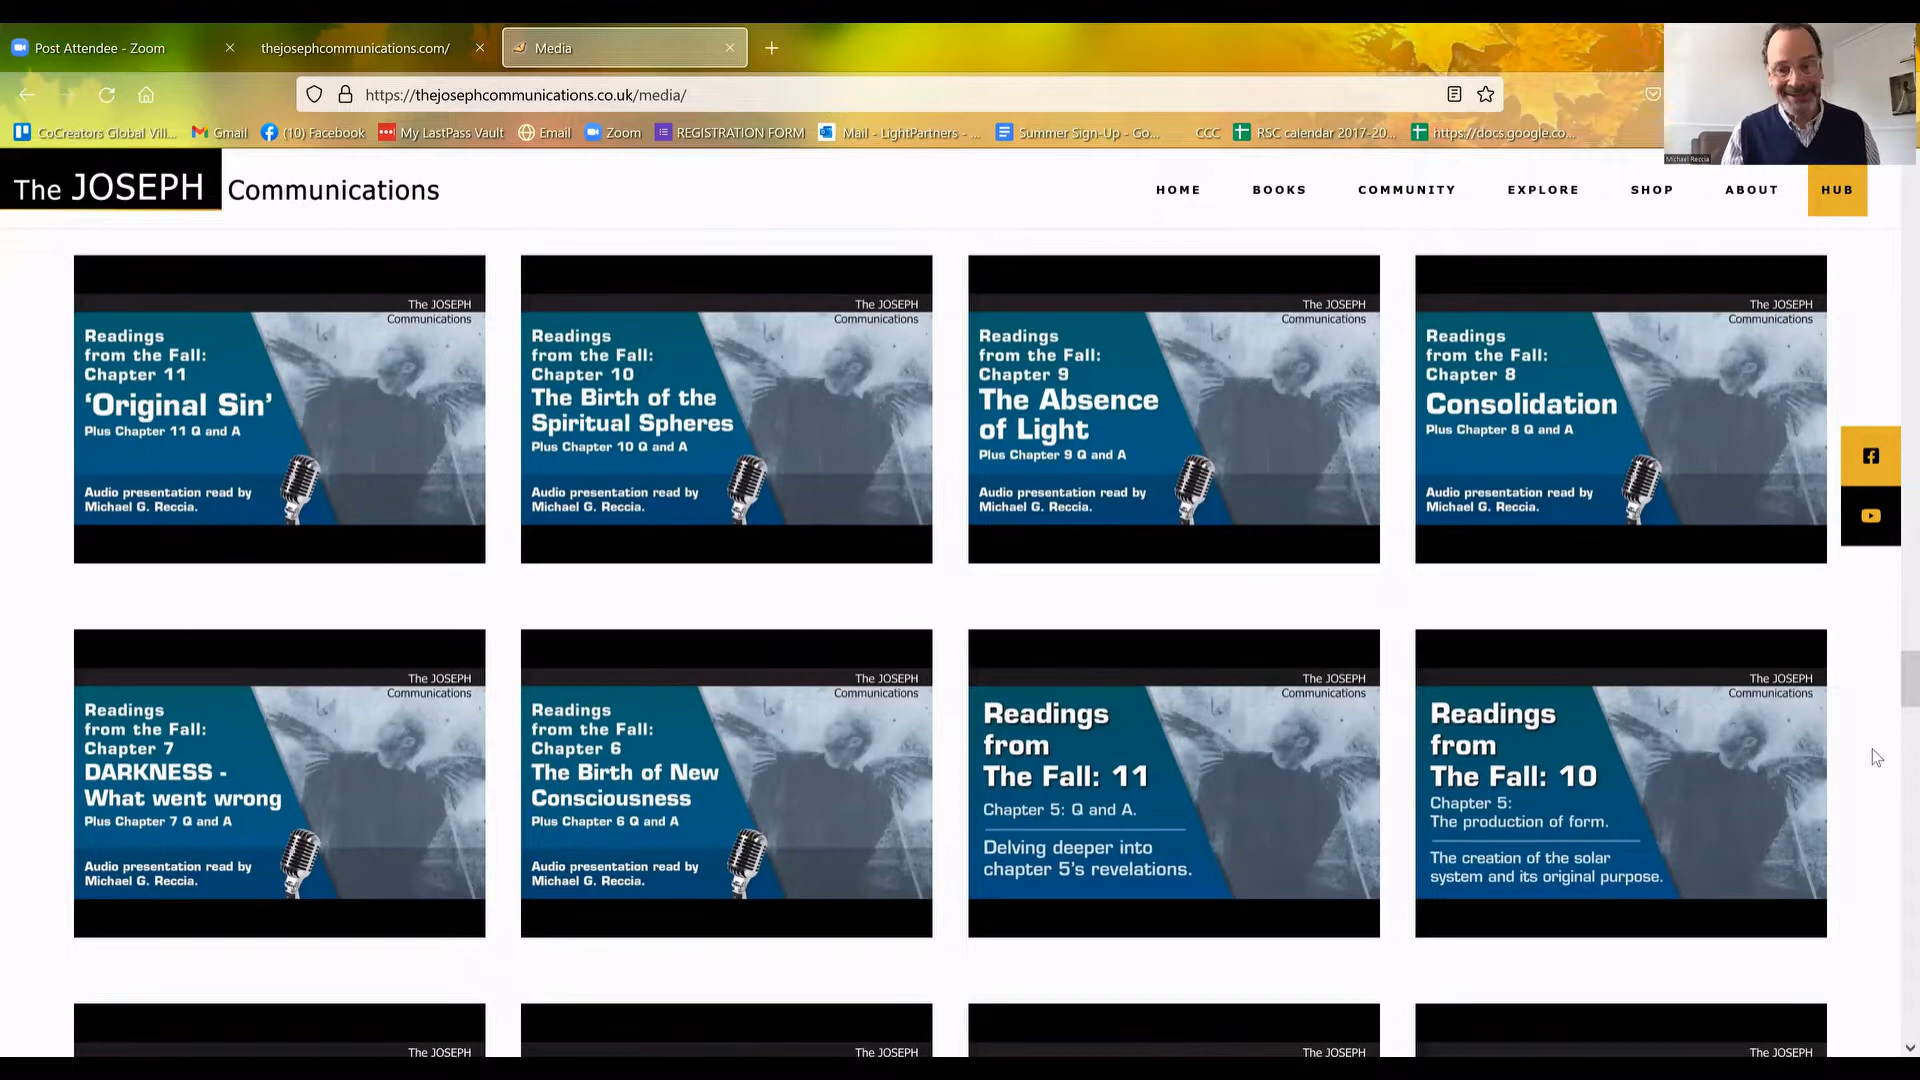 Post Attendee - Zoom
thejosephcommunications.com/
Media
https://thejosephcommunications.co.uk/media/
CoCreators Global Vill...
Gmail
(10) Facebook
My LastPass Vault
Email
Zoom
REGISTRATION FORM
Mail - LightPartners - ...
Summer Sign-Up - Go...
CCC
RSC calendar 2017-20...
https://docs.google.co...
Michael Reccia
The JOSEPH Communications
HOME
BOOKS
COMMUNITY
EXPLORE
SHOP
ABOUT
HUB
The JOSEPH
Communications
Readings
from the Fall:
Chapter 11
‘Original Sin’
Plus Chapter 11 Q and A
Audio presentation read by
Michael G. Reccia.
The JOSEPH
Communications
Readings
from the Fall:
Chapter 10
The Birth of the
Spiritual Spheres
Plus Chapter 10 Q and A
Audio presentation read by
Michael G. Reccia.
The JOSEPH
Communications
Readings
from the Fall:
Chapter 9
The Absence
of Light
Plus Chapter 9 Q and A
Audio presentation read by
Michael G. Reccia.
The JOSEPH
Communications
Readings
from the Fall:
Chapter 8
Consolidation
Plus Chapter 8 Q and A
Audio presentation read by
Michael G. Reccia.
The JOSEPH
Communications
Readings
from the Fall:
Chapter 7
DARKNESS -
What went wrong
Plus Chapter 7 Q and A
Audio presentation read by
Michael G. Reccia.
The JOSEPH
Communications
Readings
from the Fall:
Chapter 6
The Birth of New
Consciousness
Plus Chapter 6 Q and A
Audio presentation read by
Michael G. Reccia.
The JOSEPH
Communications
Readings
from
The Fall: 11
Chapter 5: Q and A.
Delving deeper into
chapter 5’s revelations.
The JOSEPH
Communications
Readings
from
The Fall: 10
Chapter 5:
The production of form.
The creation of the solar
system and its original purpose.
The JOSEPH
The JOSEPH
The JOSEPH
The JOSEPH